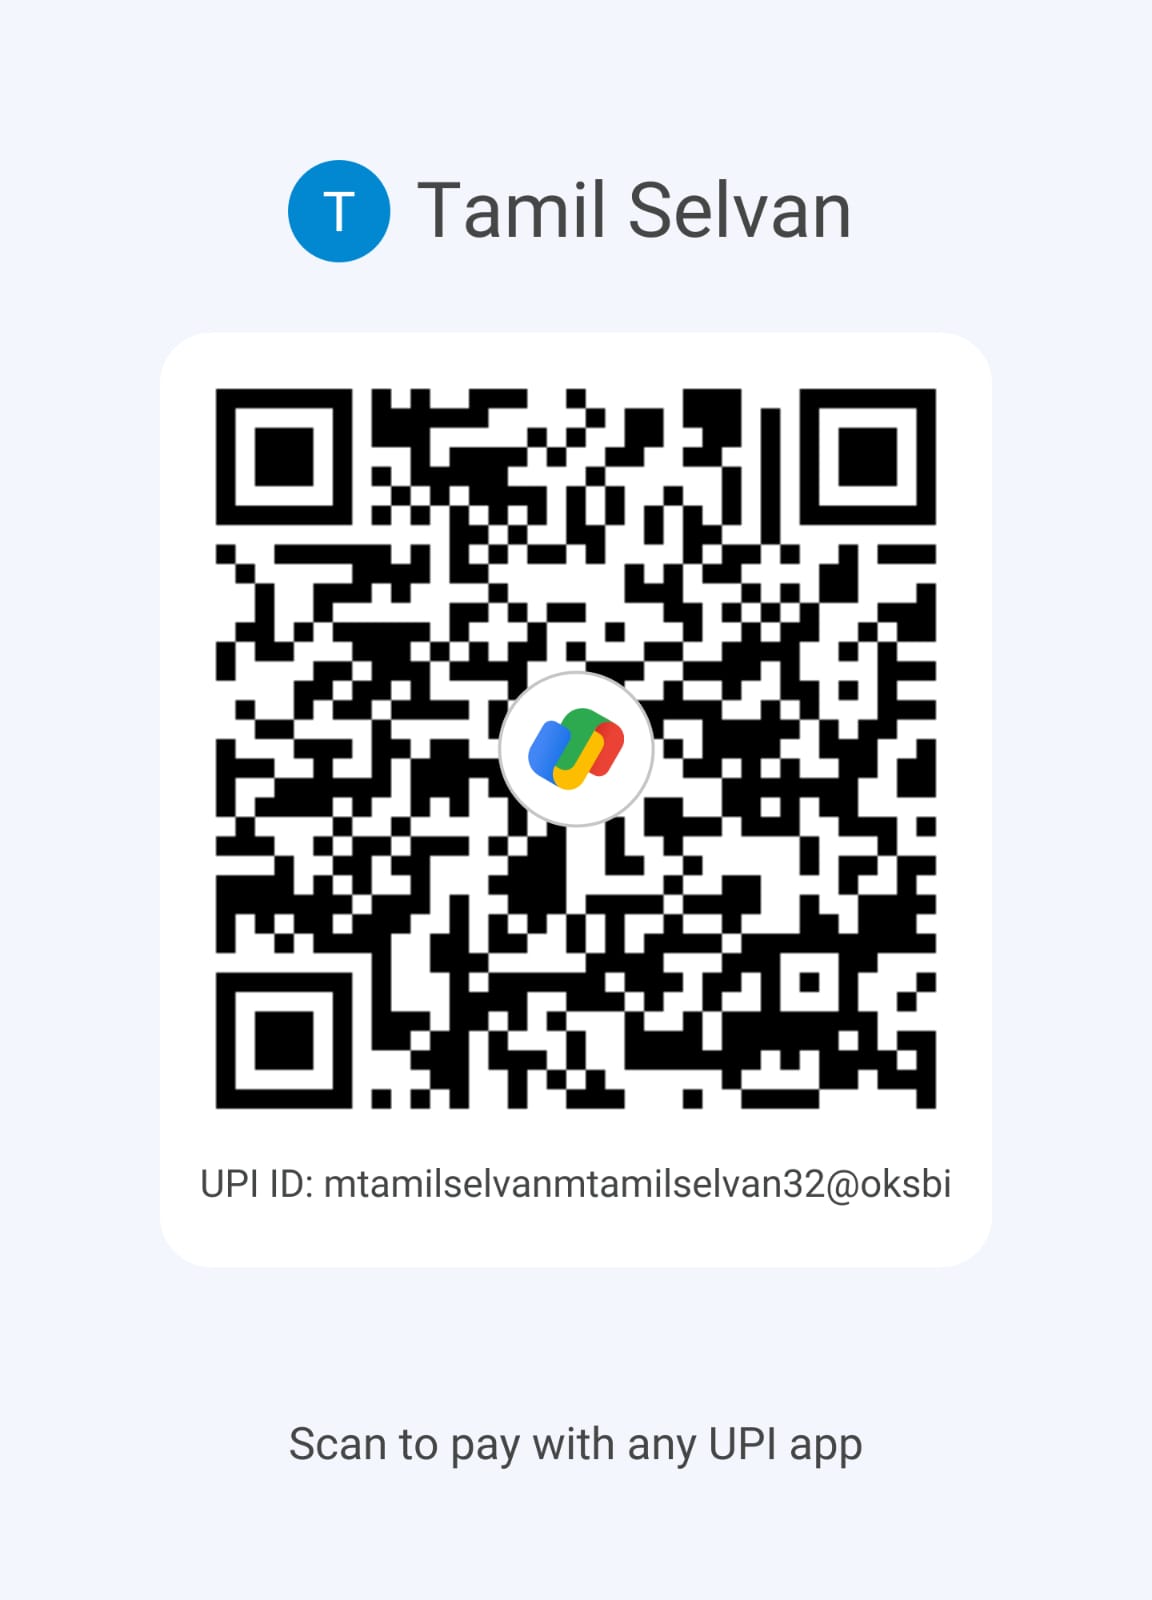 T Tamil Selvan
UPI ID: mtamilselvanmtamilselvan32@oksbi
Scan to pay with any UPI app